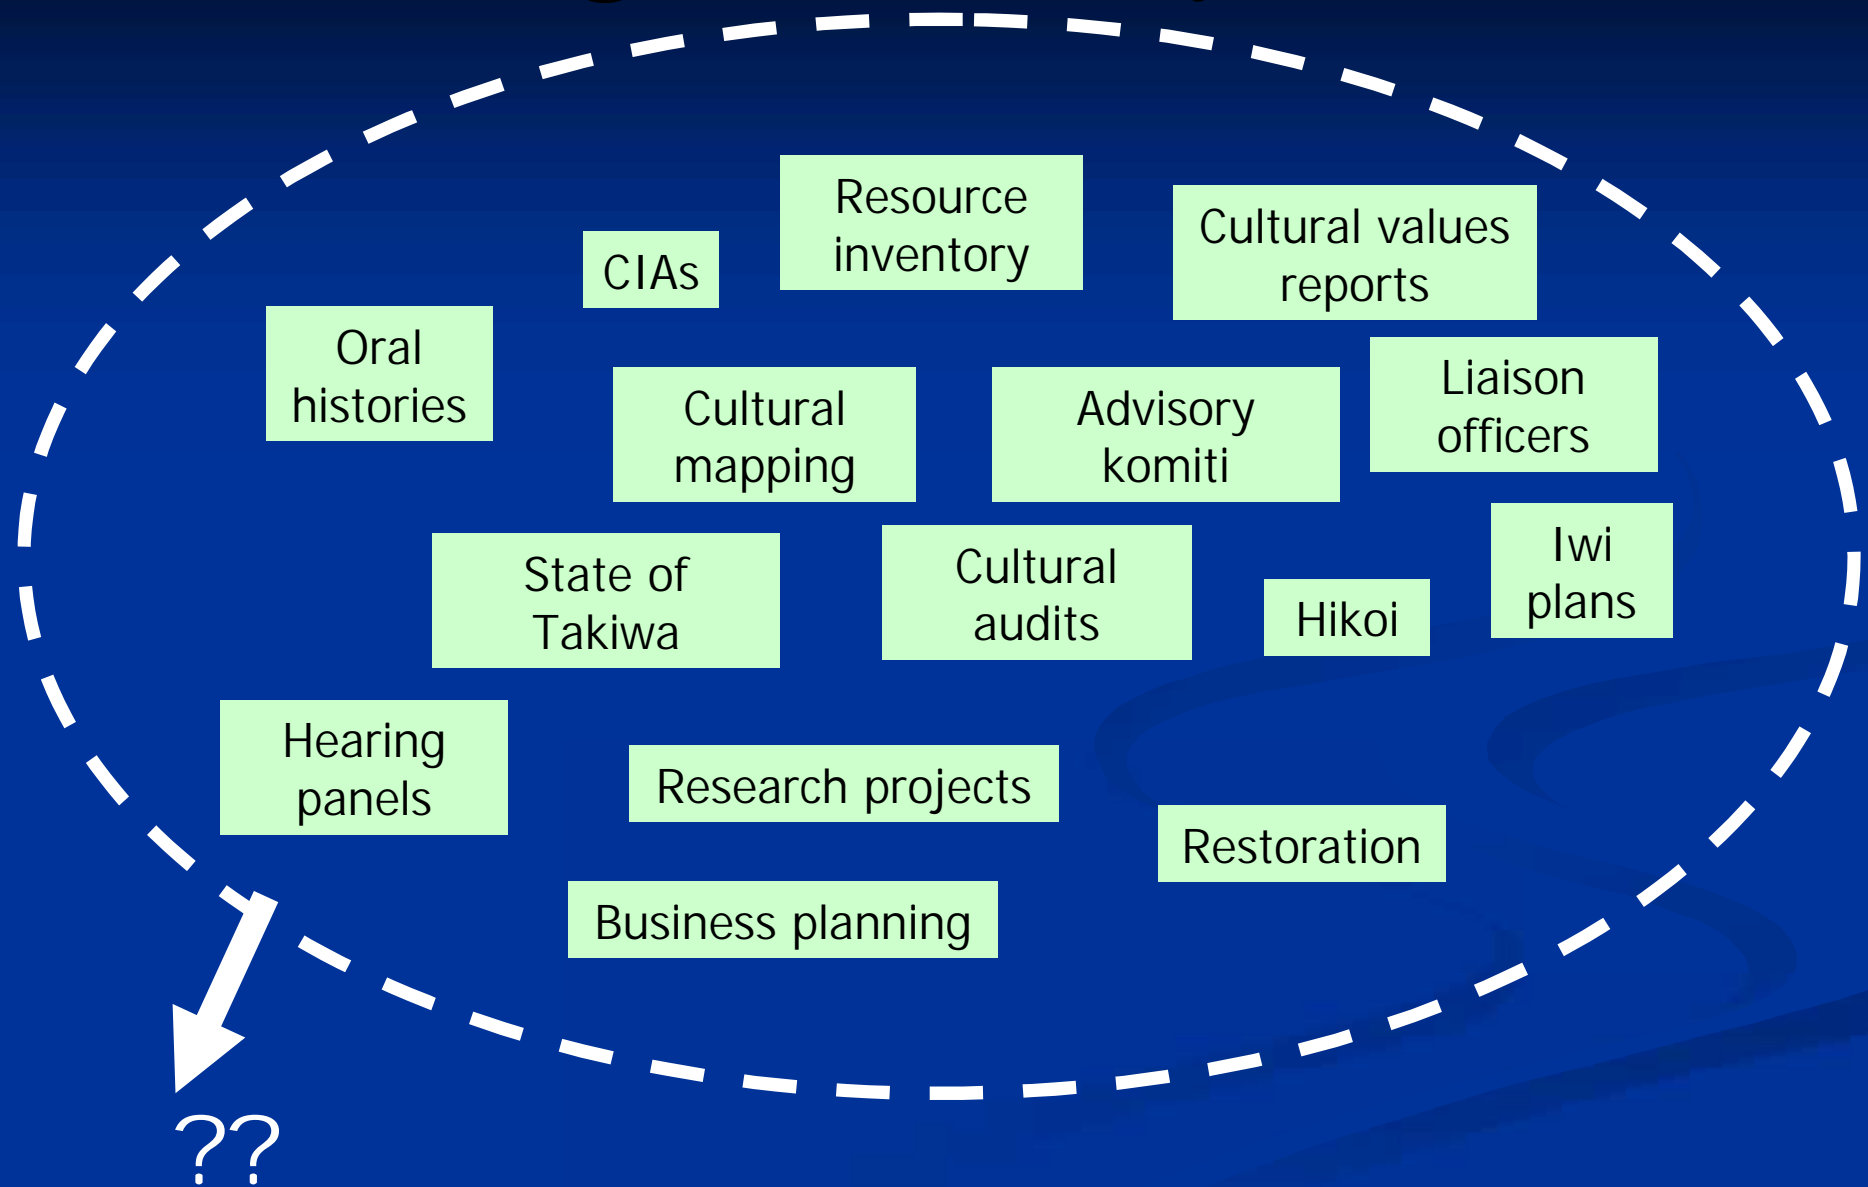 Resource
inventory
Cultural values
reports
CIAs
Oral
histories
Cultural
mapping
Advisory
komiti
Liaison
officers
State of
Takiwa
Cultural
audits
Hikoi
Iwi
plans
Hearing
panels
Research projects
Restoration
Business planning
??